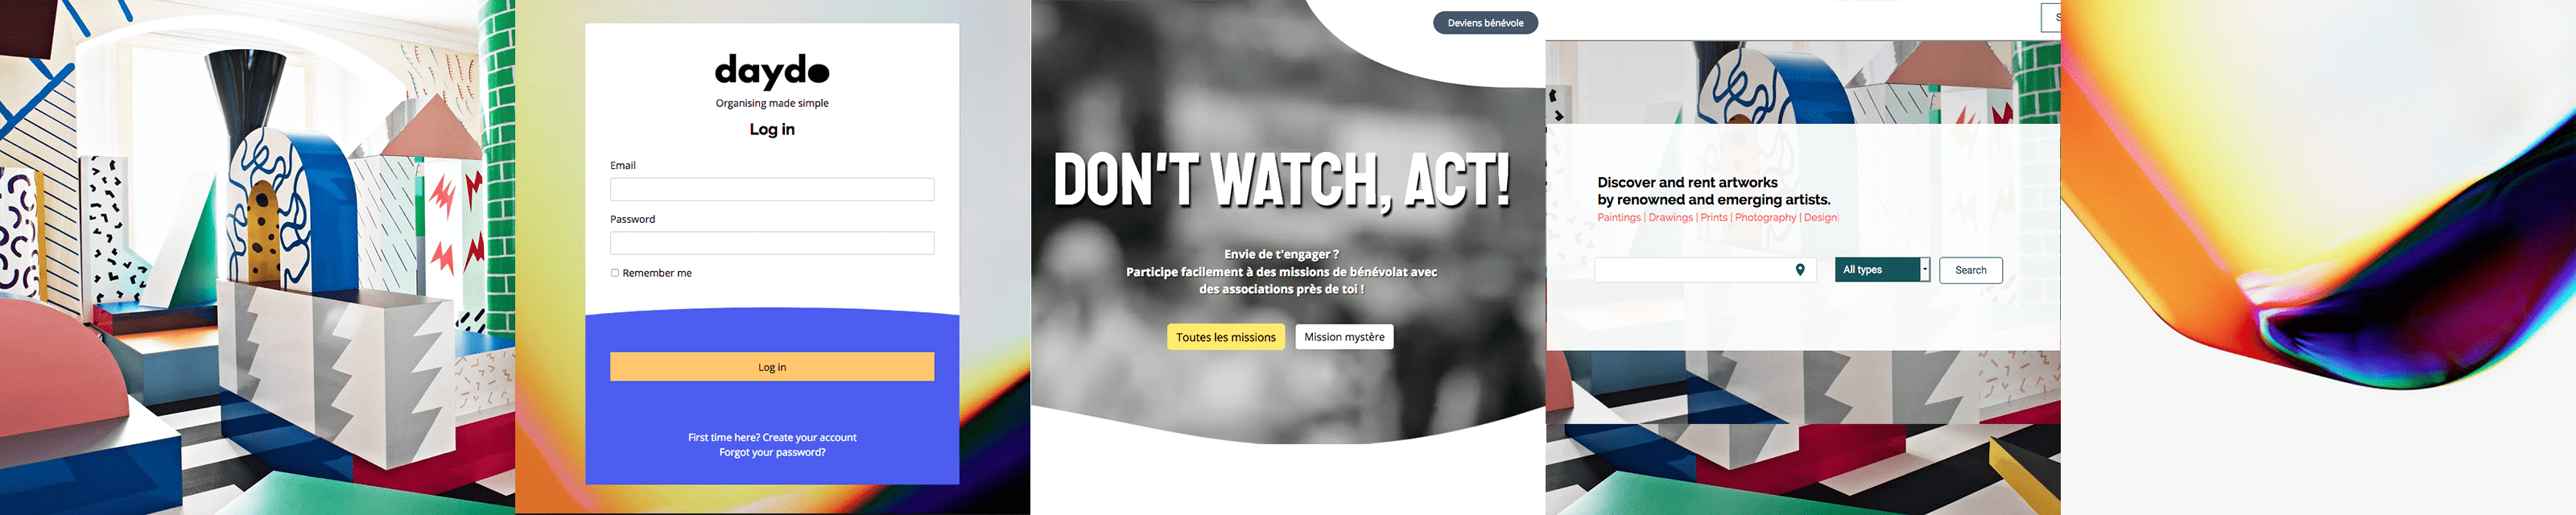 daydo
Organising made simple
Log in
Email
Password
Remember me
Log in
First time here? Create your account
Forgot your password?
Deviens bénévole
DON'T WATCH, ACT!
Envie de t'engager ?
Participe facilement à des missions de bénévolat avec
des associations près de toi !
Toutes les missions
Mission mystère
Discover and rent artworks
by renowned and emerging artists.
Paintings | Drawings | Prints | Photography | Design
All types
Search